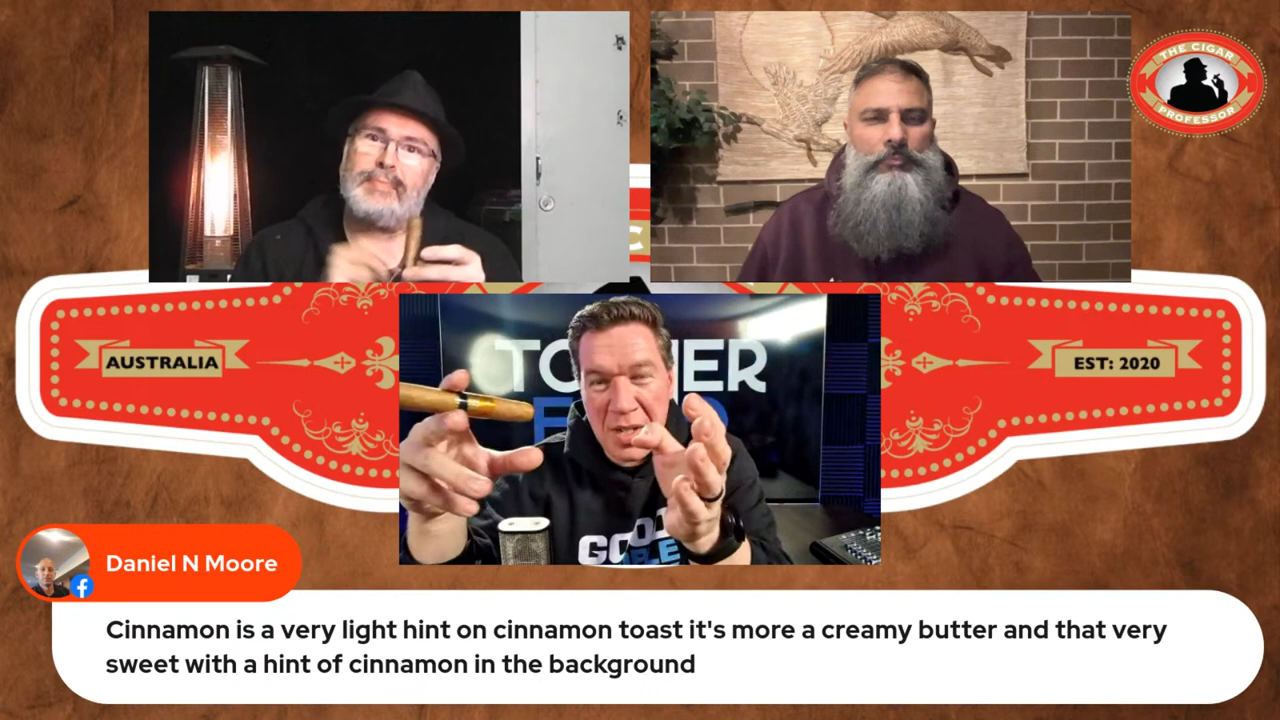 THE CIGAR
PROFESSOR
C
AUSTRALIA
EST: 2020
Daniel N Moore
Cinnamon is a very light hint on cinnamon toast it's more a creamy butter and that very
sweet with a hint of cinnamon in the background